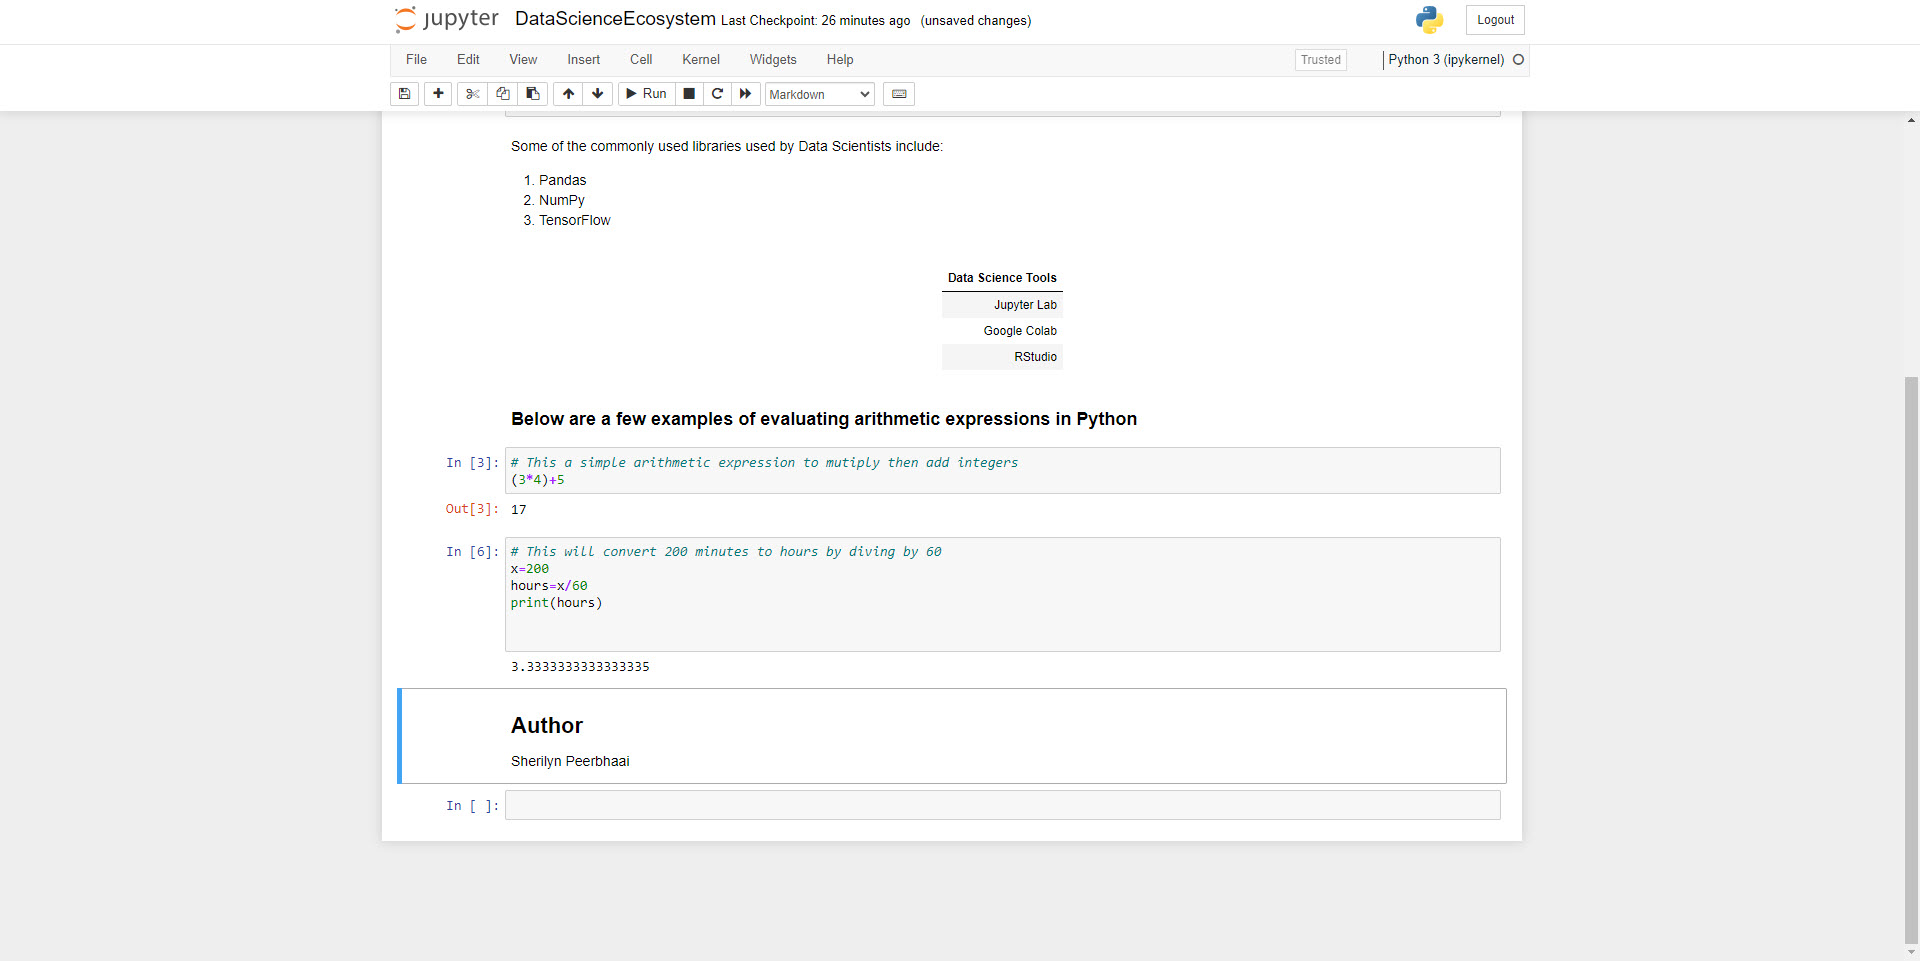 jupyter DataScienceEcosystem Last Checkpoint: 26 minutes ago (unsaved changes) Logout
File Edit View Insert Cell Kernel Widgets Help Trusted Python 3 (ipykernel)
Run Markdown
Some of the commonly used libraries used by Data Scientists include:
1. Pandas
2. NumPy
3. TensorFlow
Data Science Tools
Jupyter Lab
Google Colab
RStudio
Below are a few examples of evaluating arithmetic expressions in Python
In [3]: # This a simple arithmetic expression to mutiply then add integers
(3*4)+5
Out[3]: 17
In [6]: # This will convert 200 minutes to hours by diving by 60
x=200
hours=x/60
print(hours)
3.3333333333333335
Author
Sherilyn Peerbhaai
In [ ]: